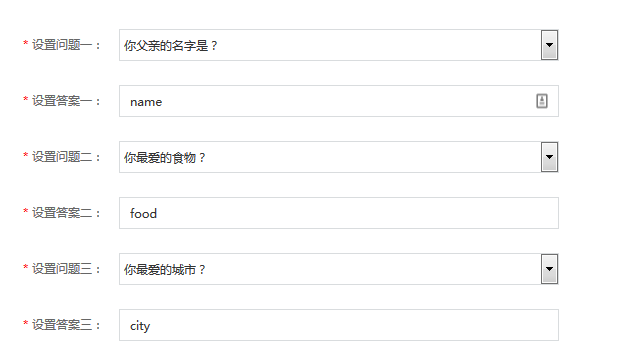 * 设置问题一： 你父亲的名字是？
* 设置答案一： name
* 设置问题二： 你最爱的食物？
* 设置答案二： food
* 设置问题三： 你最爱的城市？
* 设置答案三： city